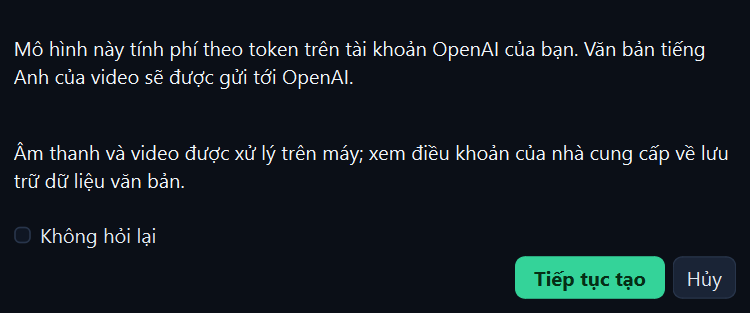 Mô hình này tính phí theo token trên tài khoản OpenAI của bạn. Văn bản tiếng
Anh của video sẽ được gửi tới OpenAI.
Âm thanh và video được xử lý trên máy; xem điều khoản của nhà cung cấp về lưu
trữ dữ liệu văn bản.
Không hỏi lại
Tiếp tục tạo
Hủy